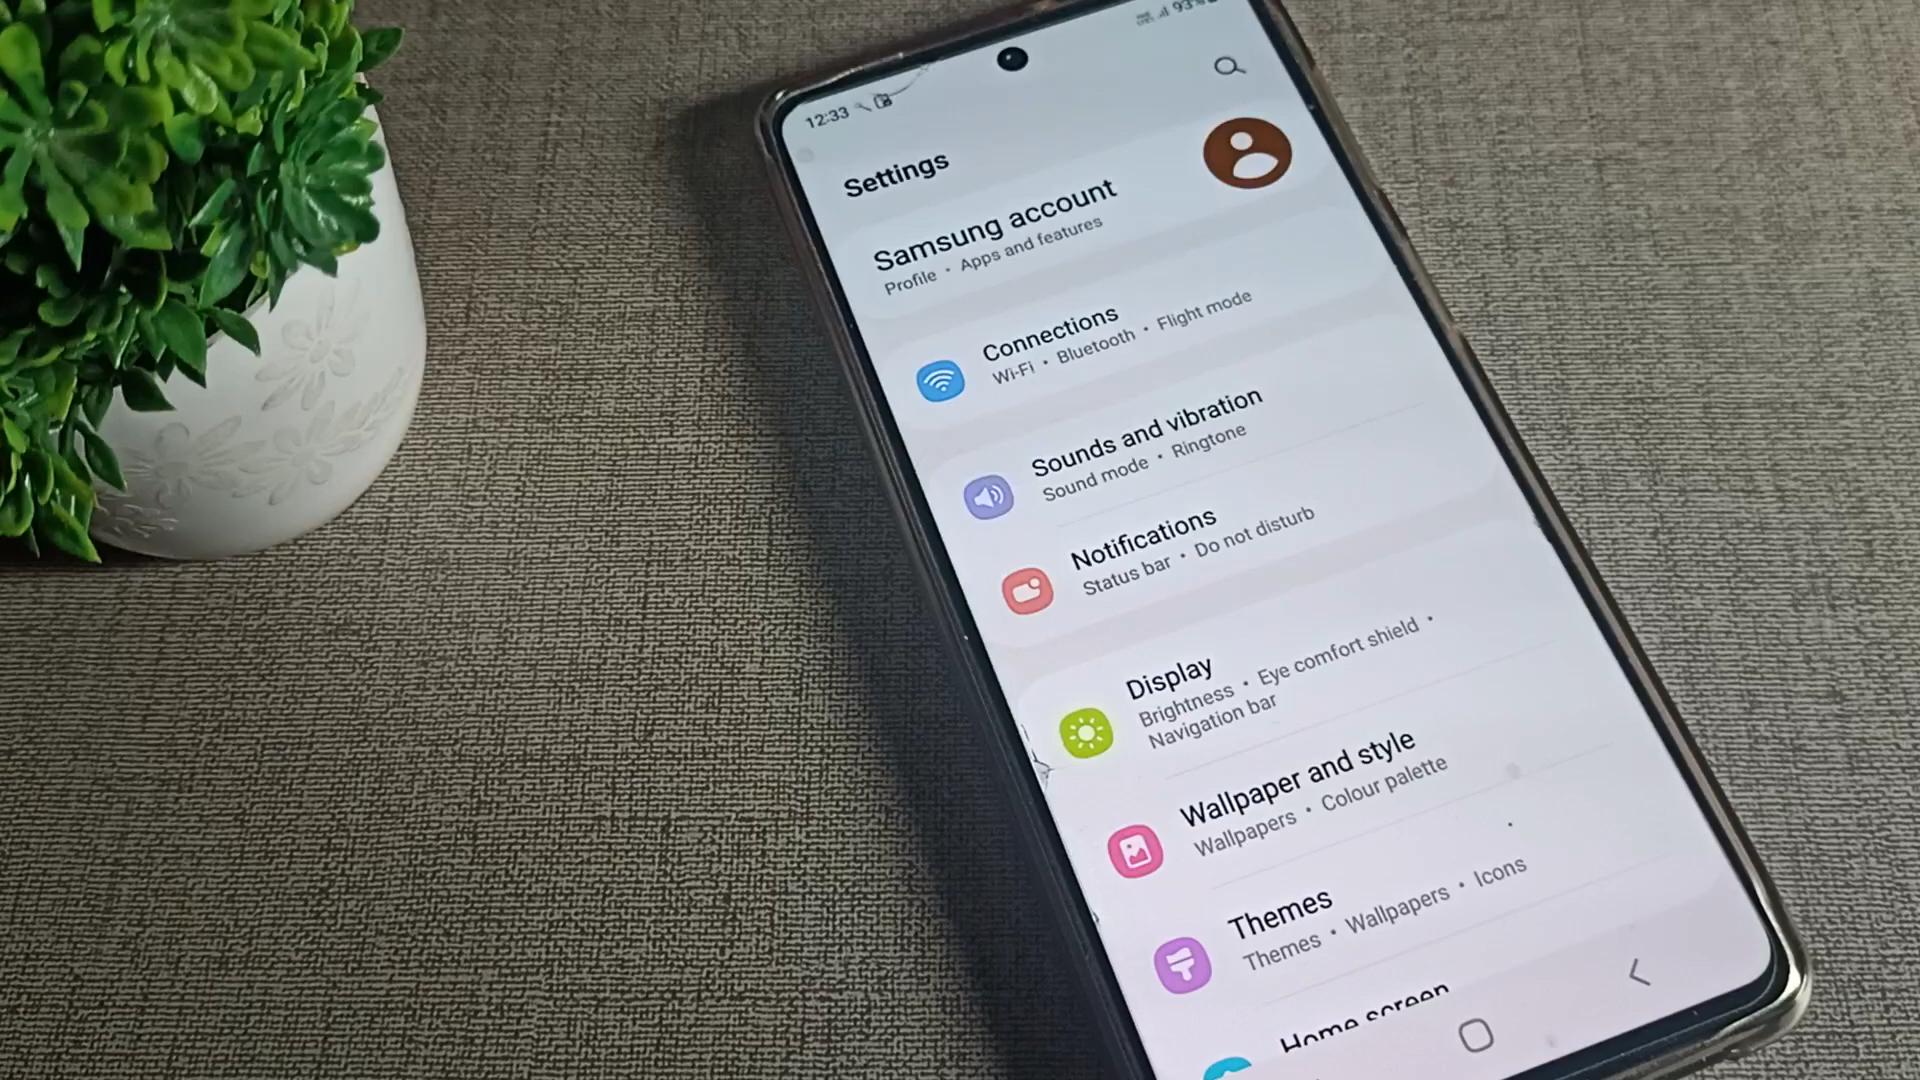 12:33
93%
Settings
Samsung account
Profile • Apps and features
Connections
Wi-Fi • Bluetooth • Flight mode
Sounds and vibration
Sound mode • Ringtone
Notifications
Status bar • Do not disturb
Display
Brightness • Eye comfort shield •
Navigation bar
Wallpaper and style
Wallpapers • Colour palette
Themes
Themes • Wallpapers • Icons
Home screen